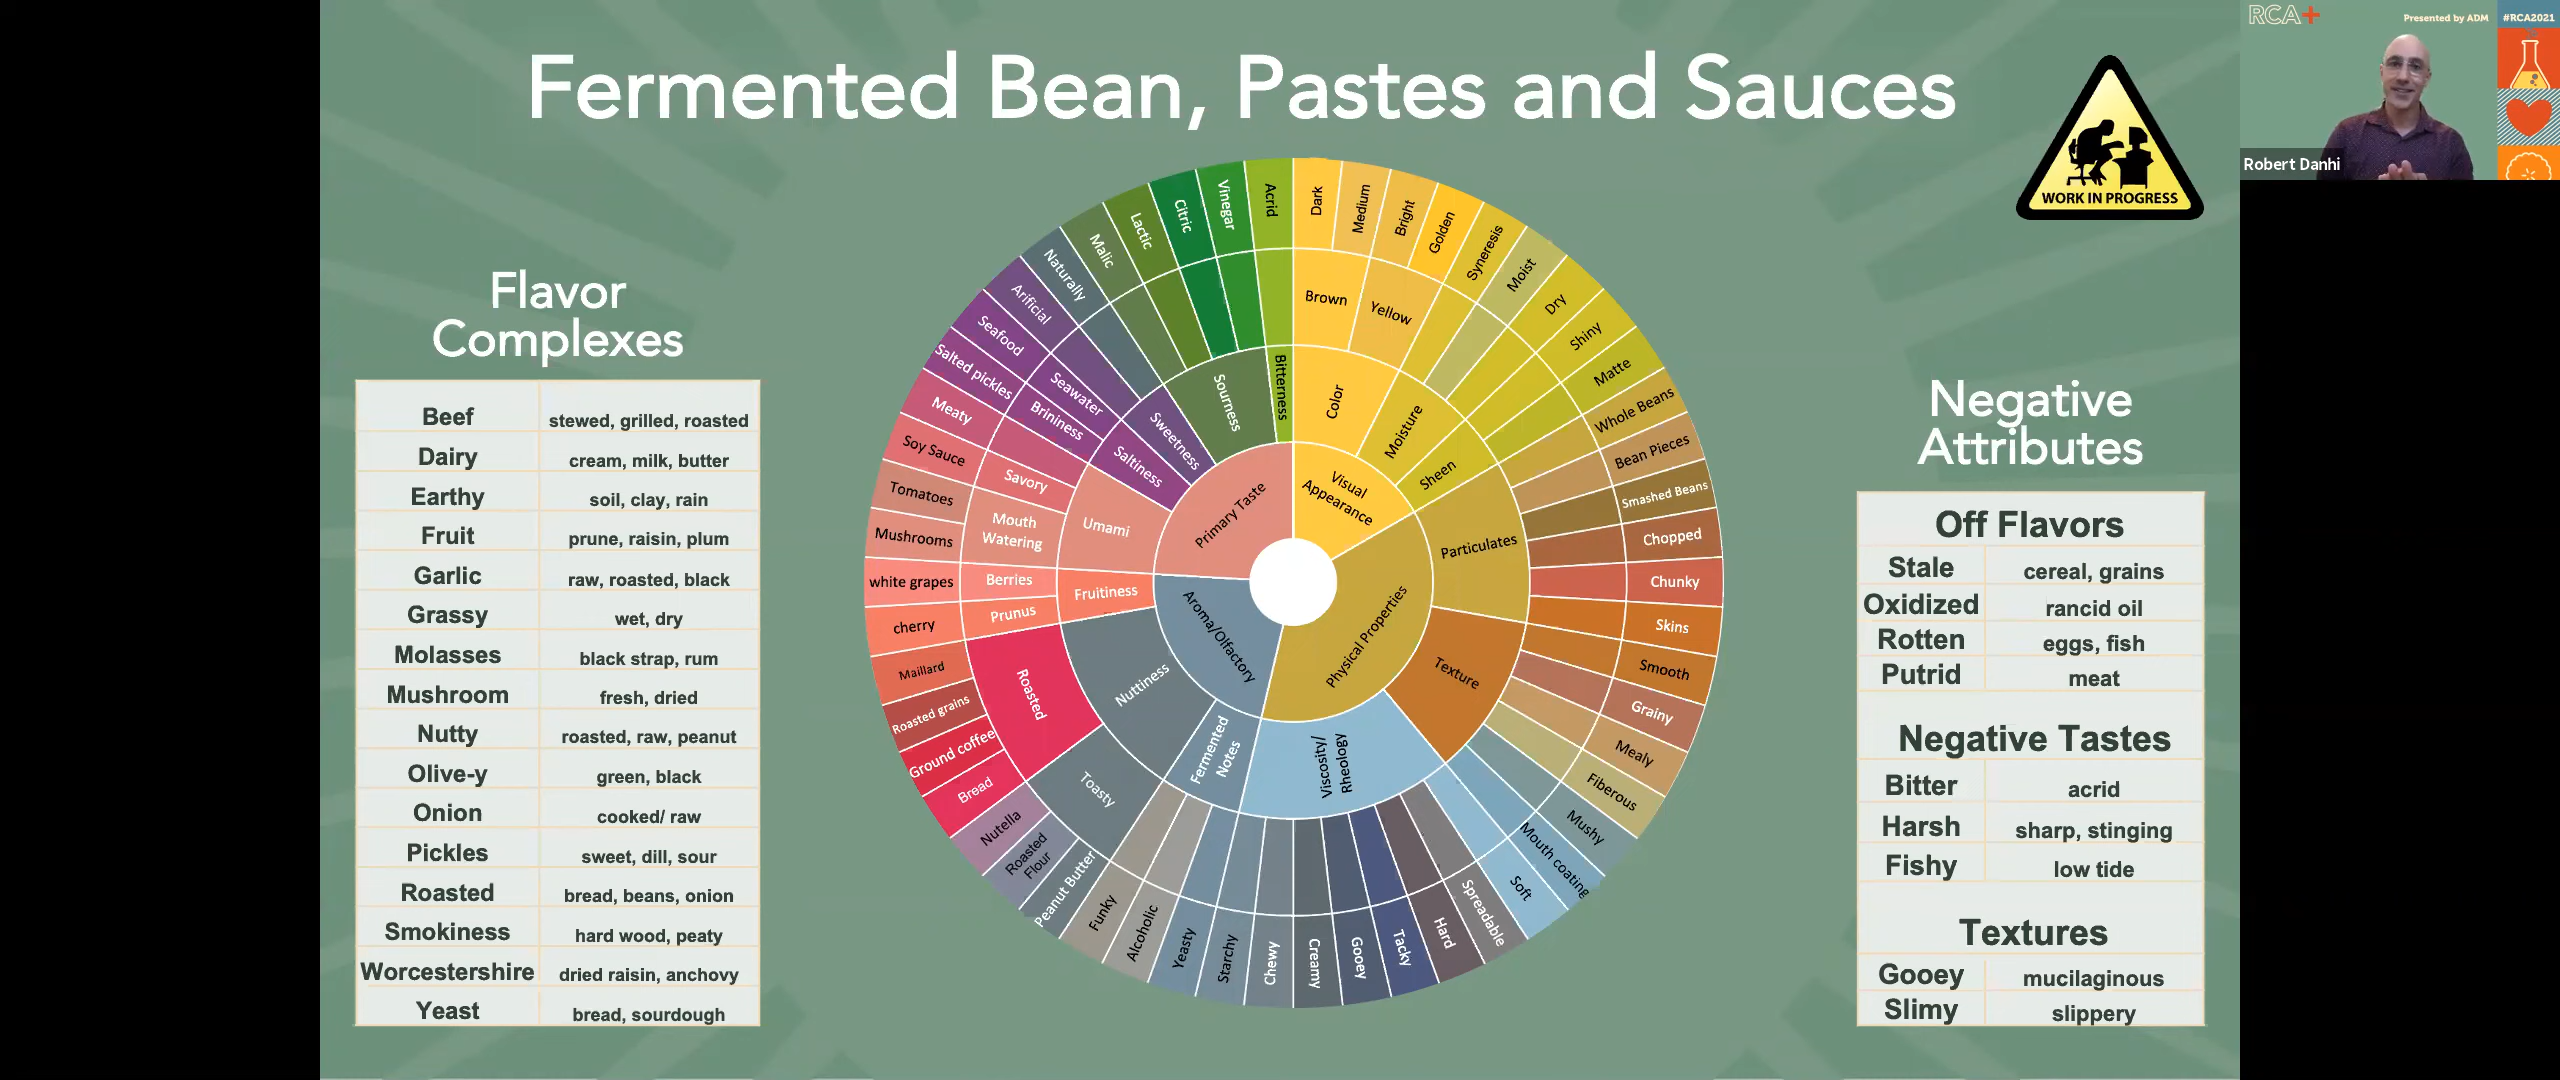 Fermented Bean, Pastes and Sauces
WORK IN PROGRESS
RCA+
Presented by ADM
#RCA2021
Robert Danhi
Flavor
Complexes
Beef stewed, grilled, roasted
Dairy cream, milk, butter
Earthy soil, clay, rain
Fruit prune, raisin, plum
Garlic raw, roasted, black
Grassy wet, dry
Molasses black strap, rum
Mushroom fresh, dried
Nutty roasted, raw, peanut
Olive-y green, black
Onion cooked/ raw
Pickles sweet, dill, sour
Roasted bread, beans, onion
Smokiness hard wood, peaty
Worcestershire dried raisin, anchovy
Yeast bread, sourdough
Visual
Appearance
Color
Brown
Dark
Medium
Yellow
Bright
Golden
Moisture
Syneresis
Moist
Dry
Sheen
Shiny
Matte
Physical Properties
Particulates
Whole Beans
Bean Pieces
Smashed Beans
Chopped
Chunky
Skins
Texture
Smooth
Grainy
Mealy
Fiberous
Mushy
Viscosity/
Rheology
Mouth coating
Soft
Spreadable
Hard
Tacky
Gooey
Creamy
Chewy
Starchy
Aroma/Olfactory
Fermented
Notes
Yeasty
Alcoholic
Funky
Nuttiness
Toasty
Peanut Butter
Roasted
Flour
Nutella
Roasted
Bread
Ground coffee
Roasted grains
Maillard
Fruitiness
Prunus
cherry
Berries
white grapes
Primary Taste
Umami
Mouth
Watering
Mushrooms
Tomatoes
Savory
Soy Sauce
Meaty
Saltiness
Brininess
Salted pickles
Seawater
Seafood
Sweetness
Arificial
Naturally
Sourness
Malic
Lactic
Citric
Vinegar
Bitterness
Acrid
Negative
Attributes
Off Flavors
Stale cereal, grains
Oxidized rancid oil
Rotten eggs, fish
Putrid meat
Negative Tastes
Bitter acrid
Harsh sharp, stinging
Fishy low tide
Textures
Gooey mucilaginous
Slimy slippery